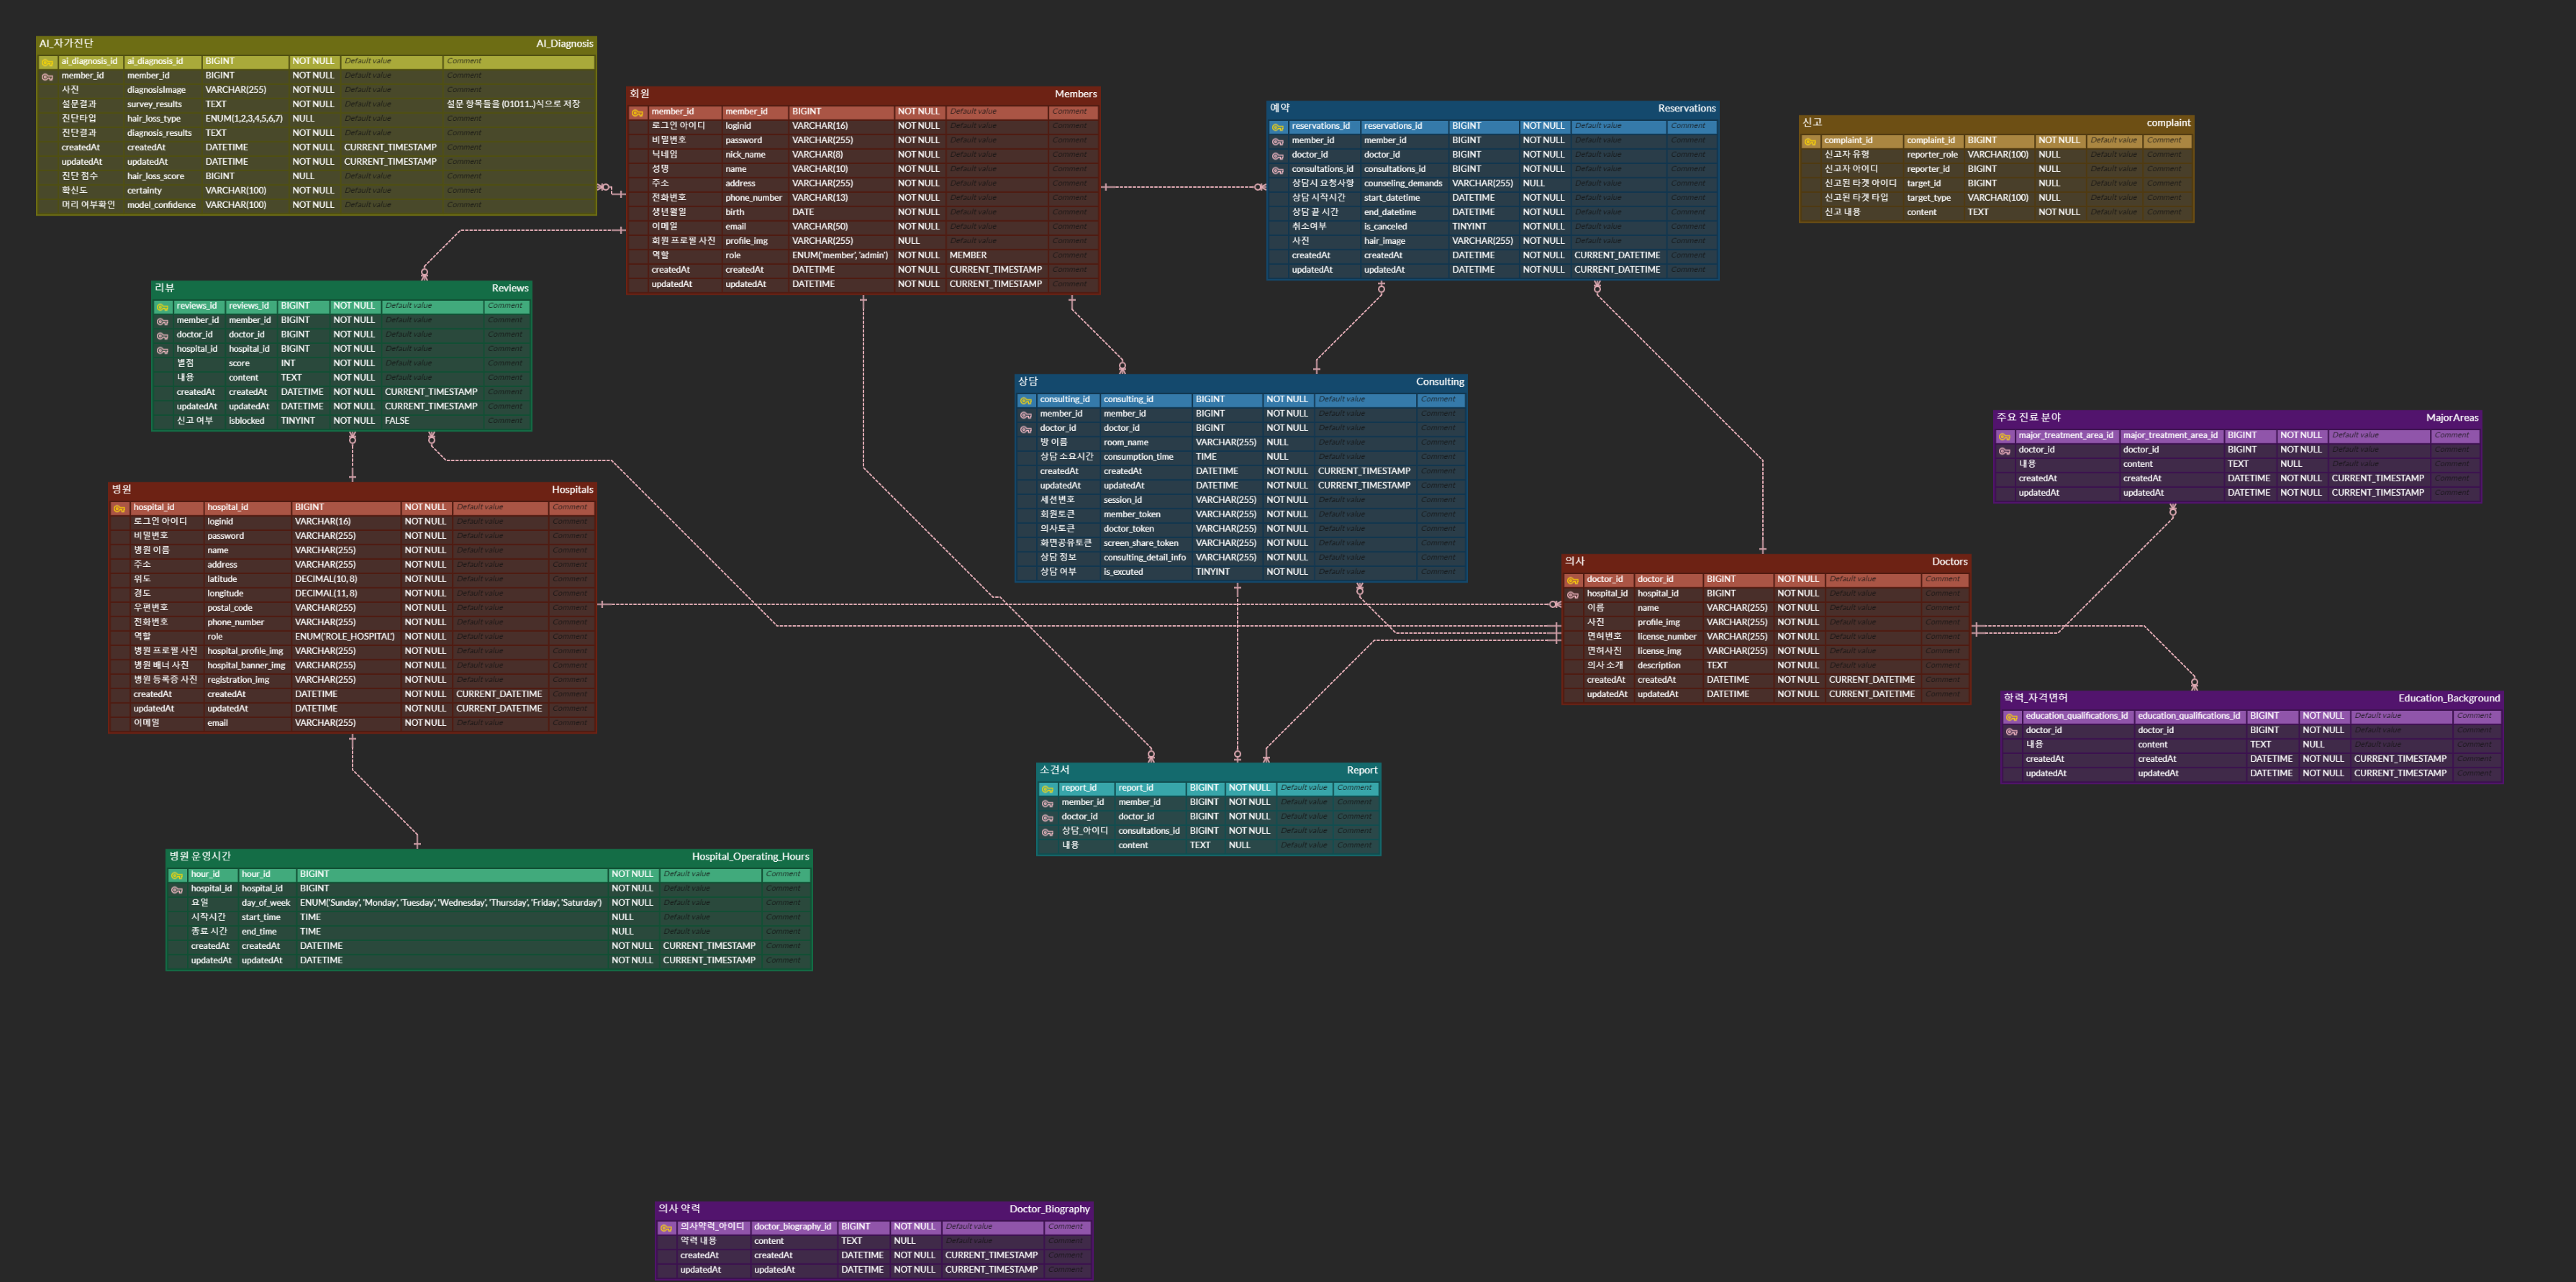 AI_자가진단 AI_Diagnosis
ai_diagnosis_id ai_diagnosis_id BIGINT NOT NULL Default value Comment
member_id member_id BIGINT NOT NULL Default value Comment
사진 diagnosisImage VARCHAR(255) NOT NULL Default value Comment
설문결과 survey_results TEXT NOT NULL Default value 설문 항목들을 (01011..)식으로 저장
진단타입 hair_loss_type ENUM(1,2,3,4,5,6,7) NULL Default value Comment
진단결과 diagnosis_results TEXT NOT NULL Default value Comment
createdAt createdAt DATETIME NOT NULL CURRENT_TIMESTAMP Comment
updatedAt updatedAt DATETIME NOT NULL CURRENT_TIMESTAMP Comment
진단 점수 hair_loss_score BIGINT NULL Default value Comment
확신도 certainty VARCHAR(100) NOT NULL Default value Comment
머리 여부확인 model_confidence VARCHAR(100) NOT NULL Default value Comment
회원 Members
member_id member_id BIGINT NOT NULL Default value Comment
로그인 아이디 loginid VARCHAR(16) NOT NULL Default value Comment
비밀번호 password VARCHAR(255) NOT NULL Default value Comment
닉네임 nick_name VARCHAR(8) NOT NULL Default value Comment
성명 name VARCHAR(10) NOT NULL Default value Comment
주소 address VARCHAR(255) NOT NULL Default value Comment
전화번호 phone_number VARCHAR(13) NOT NULL Default value Comment
생년월일 birth DATE NOT NULL Default value Comment
이메일 email VARCHAR(50) NOT NULL Default value Comment
회원 프로필 사진 profile_img VARCHAR(255) NULL Default value Comment
역할 role ENUM('member', 'admin') NOT NULL MEMBER Comment
createdAt createdAt DATETIME NOT NULL CURRENT_TIMESTAMP Comment
updatedAt updatedAt DATETIME NOT NULL CURRENT_TIMESTAMP Comment
예약 Reservations
reservations_id reservations_id BIGINT NOT NULL Default value Comment
member_id member_id BIGINT NOT NULL Default value Comment
doctor_id doctor_id BIGINT NOT NULL Default value Comment
consultations_id consultations_id BIGINT NOT NULL Default value Comment
상담시 요청사항 counseling_demands VARCHAR(255) NULL Default value Comment
상담 시작시간 start_datetime DATETIME NOT NULL Default value Comment
상담 끝 시간 end_datetime DATETIME NOT NULL Default value Comment
취소여부 is_canceled TINYINT NOT NULL Default value Comment
사진 hair_image VARCHAR(255) NOT NULL Default value Comment
createdAt createdAt DATETIME NOT NULL CURRENT_DATETIME Comment
updatedAt updatedAt DATETIME NOT NULL CURRENT_DATETIME Comment
신고 complaint
complaint_id complaint_id BIGINT NOT NULL Default value Comment
신고자 유형 reporter_role VARCHAR(100) NULL Default value Comment
신고자 아이디 reporter_id BIGINT NULL Default value Comment
신고된 타겟 아이디 target_id BIGINT NULL Default value Comment
신고된 타겟 타입 target_type VARCHAR(100) NULL Default value Comment
신고 내용 content TEXT NOT NULL Default value Comment
리뷰 Reviews
reviews_id reviews_id BIGINT NOT NULL Default value Comment
member_id member_id BIGINT NOT NULL Default value Comment
doctor_id doctor_id BIGINT NOT NULL Default value Comment
hospital_id hospital_id BIGINT NOT NULL Default value Comment
별점 score INT NOT NULL Default value Comment
내용 content TEXT NOT NULL Default value Comment
createdAt createdAt DATETIME NOT NULL CURRENT_TIMESTAMP Comment
updatedAt updatedAt DATETIME NOT NULL CURRENT_TIMESTAMP Comment
신고 여부 isblocked TINYINT NOT NULL FALSE Comment
상담 Consulting
consulting_id consulting_id BIGINT NOT NULL Default value Comment
member_id member_id BIGINT NOT NULL Default value Comment
doctor_id doctor_id BIGINT NOT NULL Default value Comment
방 이름 room_name VARCHAR(255) NULL Default value Comment
상담 소요시간 consumption_time TIME NULL Default value Comment
createdAt createdAt DATETIME NOT NULL CURRENT_TIMESTAMP Comment
updatedAt updatedAt DATETIME NOT NULL CURRENT_TIMESTAMP Comment
세션번호 session_id VARCHAR(255) NOT NULL Default value Comment
회원토큰 member_token VARCHAR(255) NOT NULL Default value Comment
의사토큰 doctor_token VARCHAR(255) NOT NULL Default value Comment
화면공유토큰 screen_share_token VARCHAR(255) NOT NULL Default value Comment
상담 정보 consulting_detail_info VARCHAR(255) NOT NULL Default value Comment
상담 여부 is_excuted TINYINT NOT NULL Default value Comment
주요 진료 분야 MajorAreas
major_treatment_area_id major_treatment_area_id BIGINT NOT NULL Default value Comment
doctor_id doctor_id BIGINT NOT NULL Default value Comment
내용 content TEXT NULL Default value Comment
createdAt createdAt DATETIME NOT NULL CURRENT_TIMESTAMP Comment
updatedAt updatedAt DATETIME NOT NULL CURRENT_TIMESTAMP Comment
병원 Hospitals
hospital_id hospital_id BIGINT NOT NULL Default value Comment
로그인 아이디 loginid VARCHAR(16) NOT NULL Default value Comment
비밀번호 password VARCHAR(255) NOT NULL Default value Comment
병원 이름 name VARCHAR(255) NOT NULL Default value Comment
주소 address VARCHAR(255) NOT NULL Default value Comment
위도 latitude DECIMAL(10, 8) NOT NULL Default value Comment
경도 longitude DECIMAL(11, 8) NOT NULL Default value Comment
우편번호 postal_code VARCHAR(255) NOT NULL Default value Comment
전화번호 phone_number VARCHAR(255) NOT NULL Default value Comment
역할 role ENUM('ROLE_HOSPITAL') NOT NULL Default value Comment
병원 프로필 사진 hospital_profile_img VARCHAR(255) NOT NULL Default value Comment
병원 배너 사진 hospital_banner_img VARCHAR(255) NOT NULL Default value Comment
병원 등록증 사진 registration_img VARCHAR(255) NOT NULL Default value Comment
createdAt createdAt DATETIME NOT NULL CURRENT_DATETIME Comment
updatedAt updatedAt DATETIME NOT NULL CURRENT_DATETIME Comment
이메일 email VARCHAR(255) NOT NULL Default value Comment
의사 Doctors
doctor_id doctor_id BIGINT NOT NULL Default value Comment
hospital_id hospital_id BIGINT NOT NULL Default value Comment
이름 name VARCHAR(255) NOT NULL Default value Comment
사진 profile_img VARCHAR(255) NOT NULL Default value Comment
면허번호 license_number VARCHAR(255) NOT NULL Default value Comment
면허사진 license_img VARCHAR(255) NOT NULL Default value Comment
의사 소개 description TEXT NOT NULL Default value Comment
createdAt createdAt DATETIME NOT NULL CURRENT_DATETIME Comment
updatedAt updatedAt DATETIME NOT NULL CURRENT_DATETIME Comment
학력_자격면허 Education_Background
education_qualifications_id education_qualifications_id BIGINT NOT NULL Default value Comment
doctor_id doctor_id BIGINT NOT NULL Default value Comment
내용 content TEXT NULL Default value Comment
createdAt createdAt DATETIME NOT NULL CURRENT_TIMESTAMP Comment
updatedAt updatedAt DATETIME NOT NULL CURRENT_TIMESTAMP Comment
소견서 Report
report_id report_id BIGINT NOT NULL Default value Comment
member_id member_id BIGINT NOT NULL Default value Comment
doctor_id doctor_id BIGINT NOT NULL Default value Comment
상담_아이디 consultations_id BIGINT NOT NULL Default value Comment
내용 content TEXT NULL Default value Comment
병원 운영시간 Hospital_Operating_Hours
hour_id hour_id BIGINT NOT NULL Default value Comment
hospital_id hospital_id BIGINT NOT NULL Default value Comment
요일 day_of_week ENUM('Sunday', 'Monday', 'Tuesday', 'Wednesday', 'Thursday', 'Friday', 'Saturday') NOT NULL Default value Comment
시작시간 start_time TIME NULL Default value Comment
종료 시간 end_time TIME NULL Default value Comment
createdAt createdAt DATETIME NOT NULL CURRENT_TIMESTAMP Comment
updatedAt updatedAt DATETIME NOT NULL CURRENT_TIMESTAMP Comment
의사 약력 Doctor_Biography
의사약력_아이디 doctor_biography_id BIGINT NOT NULL Default value Comment
약력 내용 content TEXT NULL Default value Comment
createdAt createdAt DATETIME NOT NULL CURRENT_TIMESTAMP Comment
updatedAt updatedAt DATETIME NOT NULL CURRENT_TIMESTAMP Comment